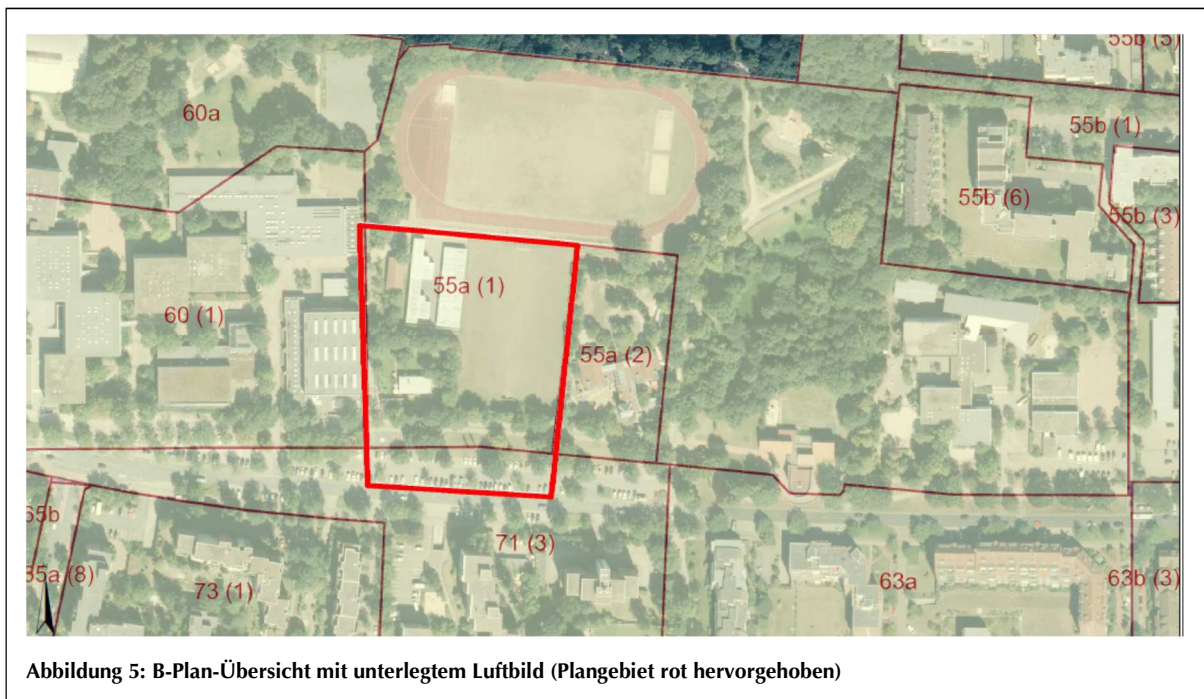 55b (5)
60a
55b (1)
55b (6)
55b (3)
55a (1)
60 (1)
55a (2)
71 (3)
65b
65a (8)
73 (1)
63a
63b (3)
Abbildung 5: B-Plan-Übersicht mit unterlegtem Luftbild (Plangebiet rot hervorgehoben)